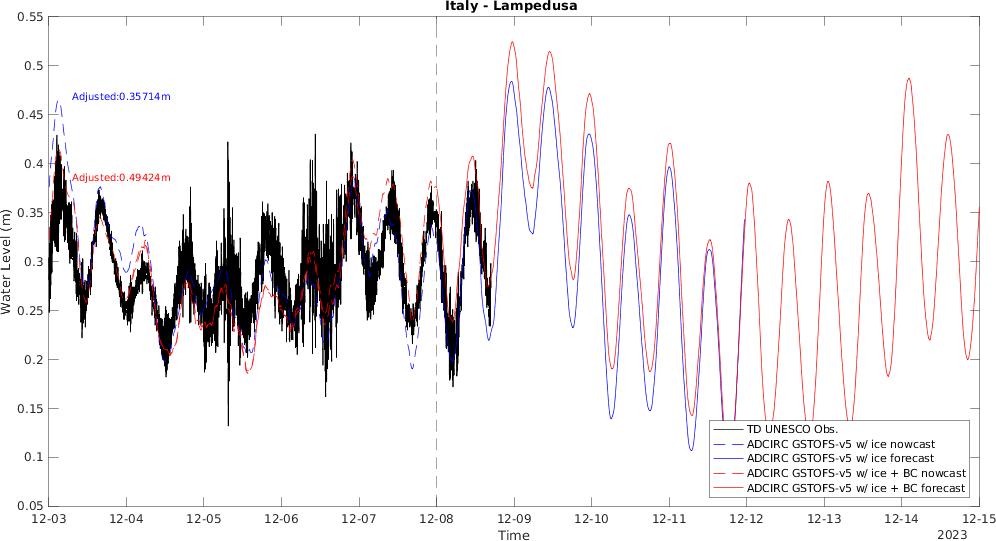 Italy - Lampedusa
0.55
0.5
0.45
0.4
0.35
0.3
0.25
0.2
0.15
0.1
0.05
Water Level (m)
Adjusted:0.35714m
Adjusted:0.49424m
TD UNESCO Obs.
ADCIRC GSTOFS-v5 w/ ice nowcast
ADCIRC GSTOFS-v5 w/ ice forecast
ADCIRC GSTOFS-v5 w/ ice + BC nowcast
ADCIRC GSTOFS-v5 w/ ice + BC forecast
12-03 12-04 12-05 12-06 12-07 12-08 12-09 12-10 12-11 12-12 12-13 12-14 12-15
Time
2023